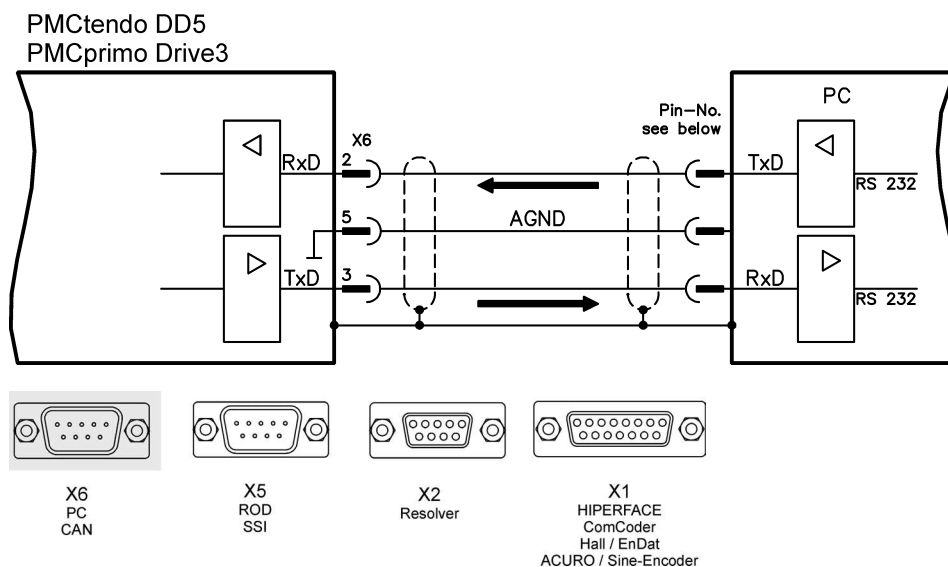 PMCtendo DD5
PMCprimo Drive3
PC
Pin-No.
see below
X6
RxD
2
TxD
RS 232
5
AGND
TxD
3
RxD
RS 232
X6
PC
CAN
X5
ROD
SSI
X2
Resolver
X1
HIPERFACE
ComCoder
Hall / EnDat
ACURO / Sine-Encoder